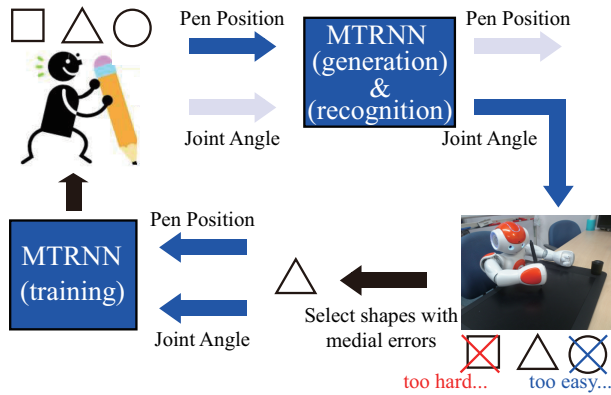 Pen Position
Joint Angle
MTRNN
(generation)
&
(recognition)
Pen Position
Joint Angle
MTRNN
(training)
Pen Position
Joint Angle
Select shapes with
medial errors
too hard...
too easy...